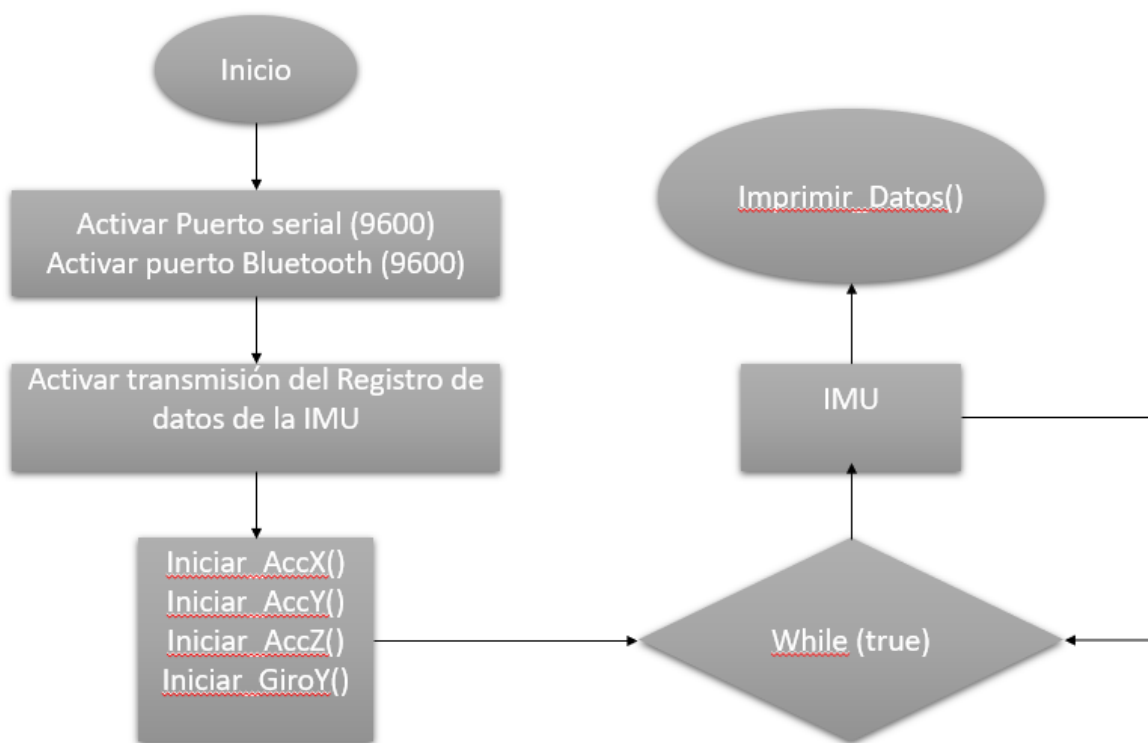 Inicio
Activar Puerto serial (9600)
Activar puerto Bluetooth (9600)
Activar transmisión del Registro de
datos de la IMU
Iniciar_AccX()
Iniciar_AccY()
Iniciar_AccZ()
Iniciar_GiroY()
While (true)
IMU
Imprimir_Datos()